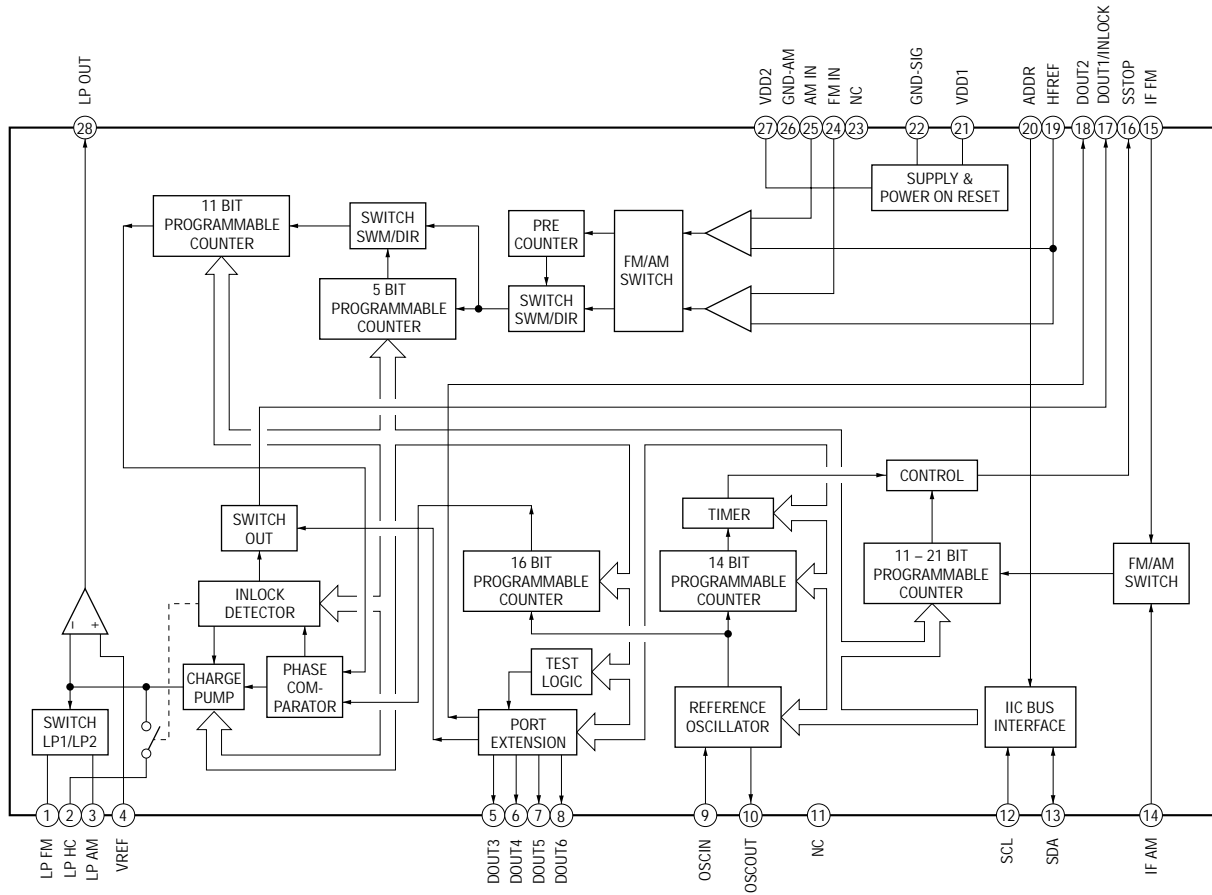 LP OUT
VDD2
GND-AM
AM IN
FM IN
NC
GND-SIG
VDD1
ADDR
HFREF
DOUT2
DOUT1/INLOCK
SSTOP
IF FM
28
27
26
25
24
23
22
21
20
19
18
17
16
15
SUPPLY &
POWER ON RESET
11 BIT
PROGRAMMABLE
COUNTER
SWITCH
SWM/DIR
PRE
COUNTER
FM/AM
SWITCH
5 BIT
PROGRAMMABLE
COUNTER
SWITCH
SWM/DIR
CONTROL
TIMER
SWITCH
OUT
16 BIT
PROGRAMMABLE
COUNTER
14 BIT
PROGRAMMABLE
COUNTER
11 – 21 BIT
PROGRAMMABLE
COUNTER
FM/AM
SWITCH
INLOCK
DETECTOR
–
+
CHARGE
PUMP
PHASE
COM-
PARATOR
TEST
LOGIC
SWITCH
LP1/LP2
PORT
EXTENSION
REFERENCE
OSCILLATOR
IIC BUS
INTERFACE
1
2
3
4
5
6
7
8
9
10
11
12
13
14
LP FM
LP HC
LP AM
VREF
DOUT3
DOUT4
DOUT5
DOUT6
OSCIN
OSCOUT
NC
SCL
SDA
IF AM